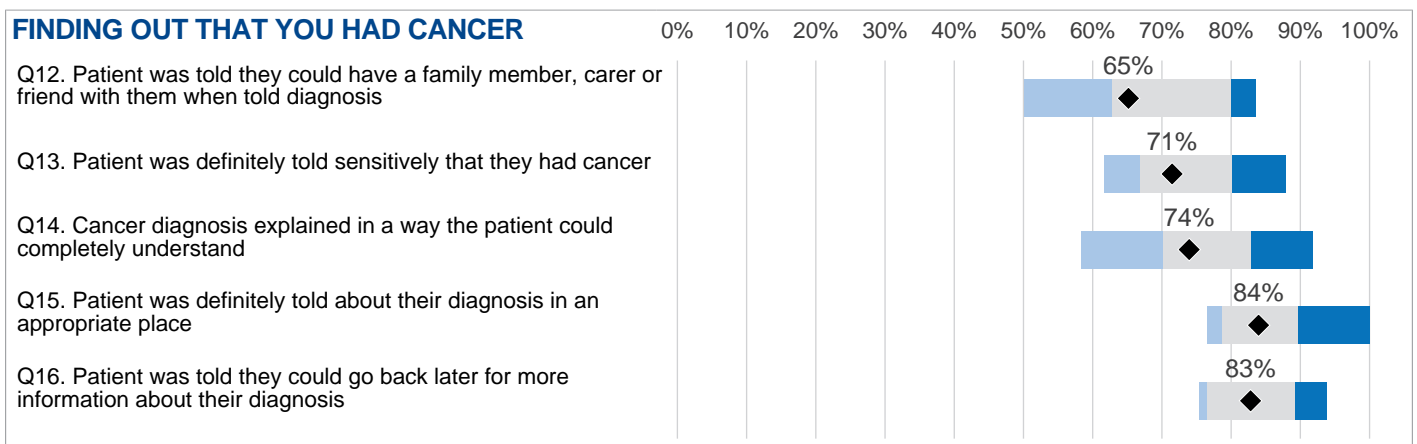 FINDING OUT THAT YOU HAD CANCER 0% 10% 20% 30% 40% 50% 60% 70% 80% 90% 100%
Q12. Patient was told they could have a family member, carer or
friend with them when told diagnosis
65%
Q13. Patient was definitely told sensitively that they had cancer
71%
Q14. Cancer diagnosis explained in a way the patient could
completely understand
74%
Q15. Patient was definitely told about their diagnosis in an
appropriate place
84%
Q16. Patient was told they could go back later for more
information about their diagnosis
83%